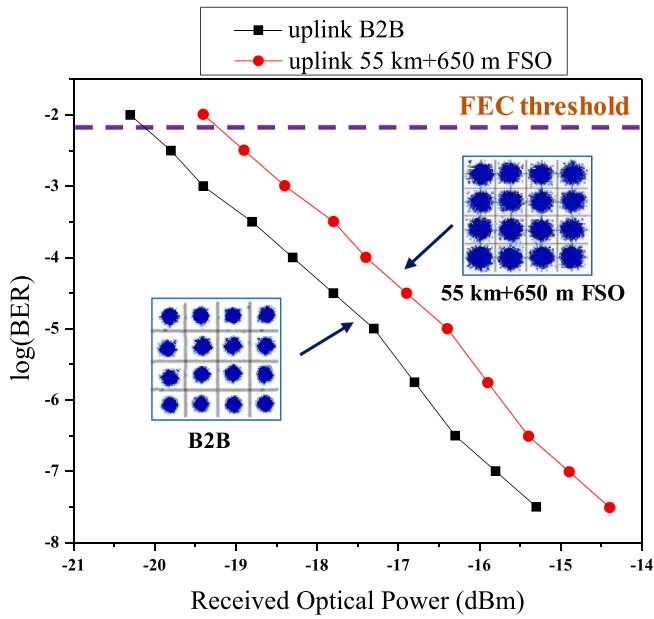 uplink B2B
uplink 55 km+650 m FSO
FEC threshold
55 km+650 m FSO
B2B
log(BER)
-2
-3
-4
-5
-6
-7
-8
-21 -20 -19 -18 -17 -16 -15 -14
Received Optical Power (dBm)